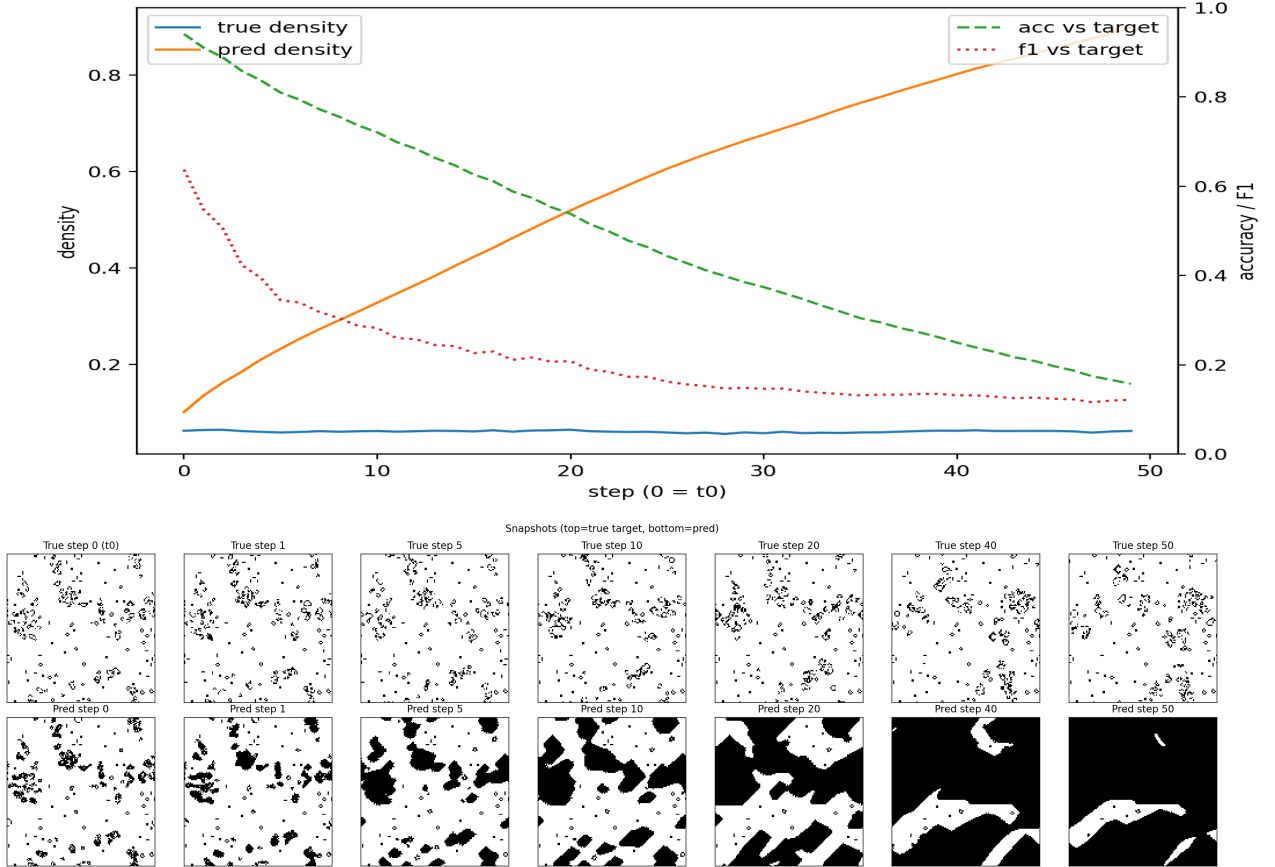 true density
pred density
acc vs target
f1 vs target
1.0
0.8
0.6
0.4
0.2
0.0
0.8
0.6
0.4
0.2
density
accuracy / F1
0 10 20 30 40 50
step (0 = t0)
Snapshots (top=true target, bottom=pred)
True step 0 (t0) True step 1 True step 5 True step 10 True step 20 True step 40 True step 50
Pred step 0 Pred step 1 Pred step 5 Pred step 10 Pred step 20 Pred step 40 Pred step 50